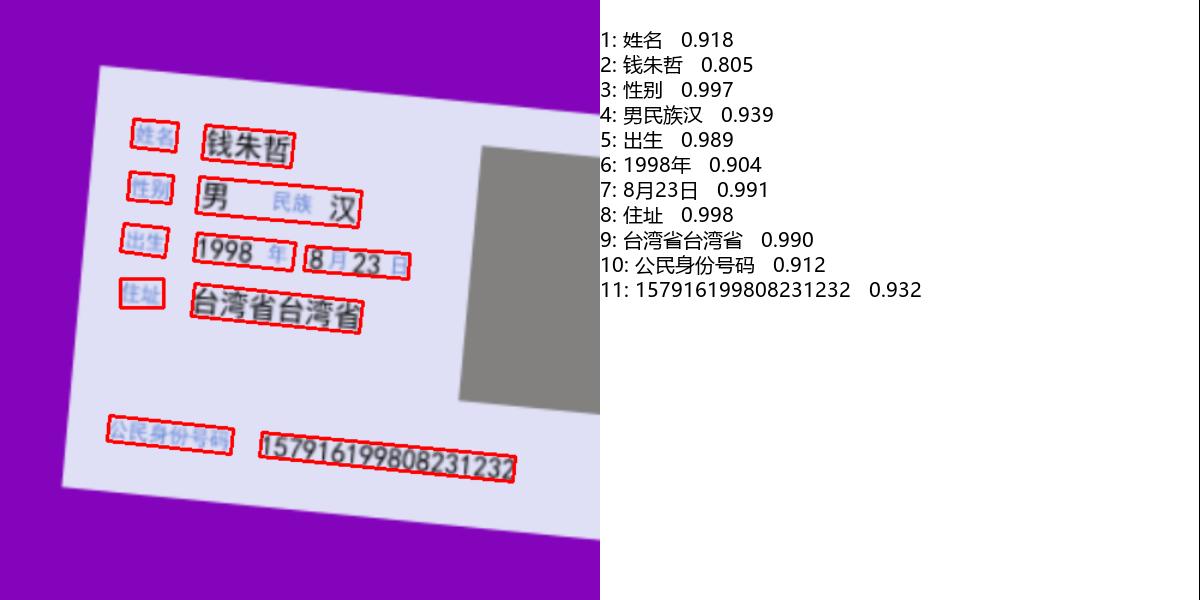 姓名 钱朱哲
性别 男 民族 汉
出生 1998 年 8 月 23 日
住址 台湾省台湾省
公民身份号码 157916199808231232
1: 姓名 0.918
2: 钱朱哲 0.805
3: 性别 0.997
4: 男民族汉 0.939
5: 出生 0.989
6: 1998年 0.904
7: 8月23日 0.991
8: 住址 0.998
9: 台湾省台湾省 0.990
10: 公民身份号码 0.912
11: 157916199808231232 0.932